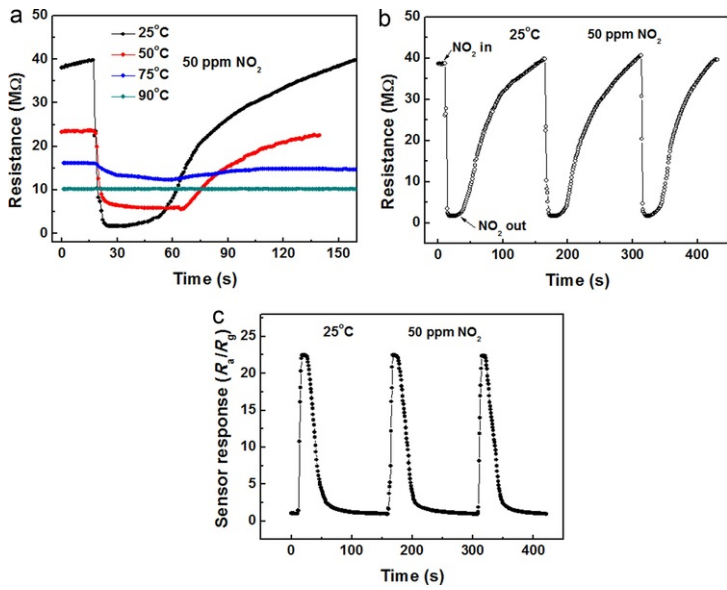 a
25°C
50°C
75°C
90°C
50 ppm NO₂
Resistance (MΩ)
50
40
30
20
10
0
0
30
60
90
120
150
Time (s)
b
NO₂ in
25°C
50 ppm NO₂
NO₂ out
Resistance (MΩ)
50
40
30
20
10
0
0
100
200
300
400
Time (s)
c
25°C
50 ppm NO₂
Sensor response (Ra/Rg)
25
20
15
10
5
0
0
100
200
300
400
Time (s)